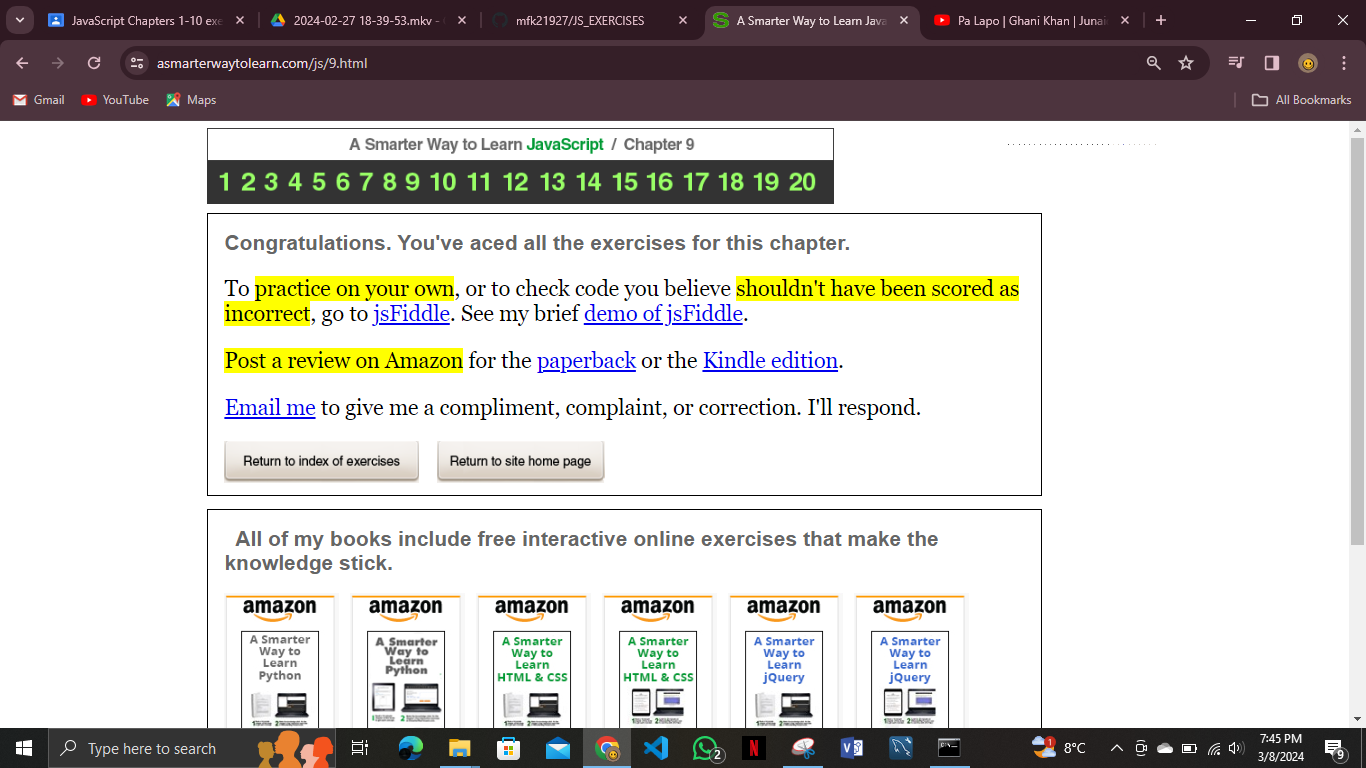 JavaScript Chapters 1-10 exe
2024-02-27 18-39-53.mkv -
mfk21927/JS_EXERCISES
A Smarter Way to Learn Java
Pa Lapo | Ghani Khan | Junai
asmarterwaytolearn.com/js/9.html
Gmail YouTube Maps All Bookmarks
A Smarter Way to Learn JavaScript / Chapter 9
1 2 3 4 5 6 7 8 9 10 11 12 13 14 15 16 17 18 19 20
Congratulations. You've aced all the exercises for this chapter.
To practice on your own, or to check code you believe shouldn't have been scored as
incorrect, go to jsFiddle. See my brief demo of jsFiddle.
Post a review on Amazon for the paperback or the Kindle edition.
Email me to give me a compliment, complaint, or correction. I'll respond.
Return to index of exercises Return to site home page
All of my books include free interactive online exercises that make the
knowledge stick.
amazon amazon amazon amazon amazon amazon
A Smarter Way to Learn Python
A Smarter Way to Learn Python
A Smarter Way to Learn HTML & CSS
A Smarter Way to Learn HTML & CSS
A Smarter Way to Learn jQuery
A Smarter Way to Learn jQuery
Type here to search
2
N
1
8°C
7:45 PM
3/8/2024
9